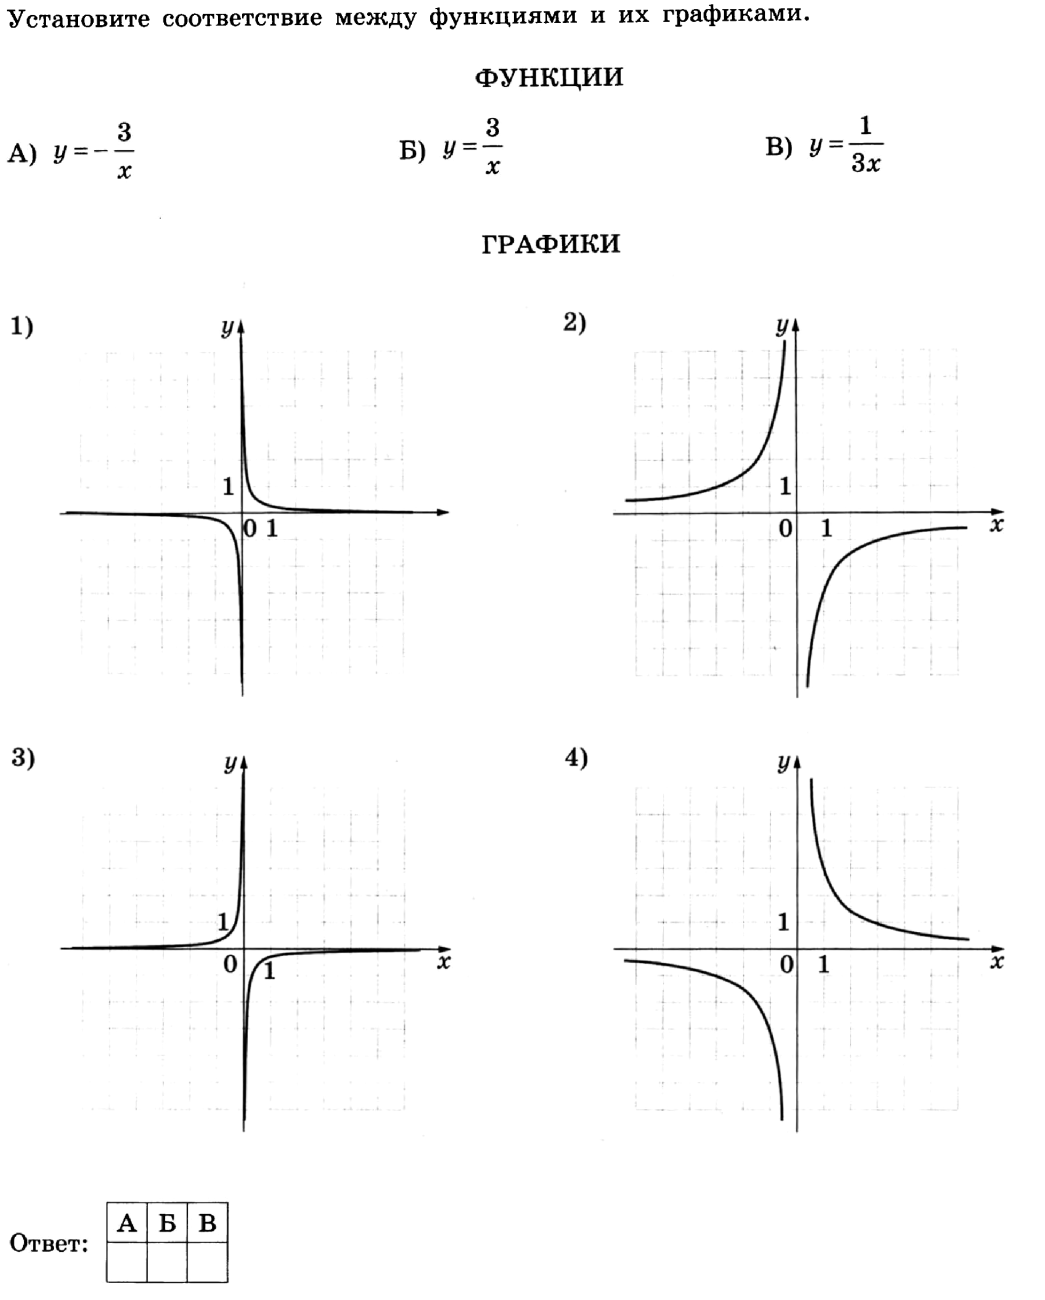 Установите соответствие между функциями и их графиками.
ФУНКЦИИ
А) y = − 3/x Б) y = 3/x В) y = 1/3x
ГРАФИКИ
1) y 1 0 1
2) y 1 0 1 x
3) y 1 0 1 x
4) y 1 0 1 x
Ответ:
А Б В